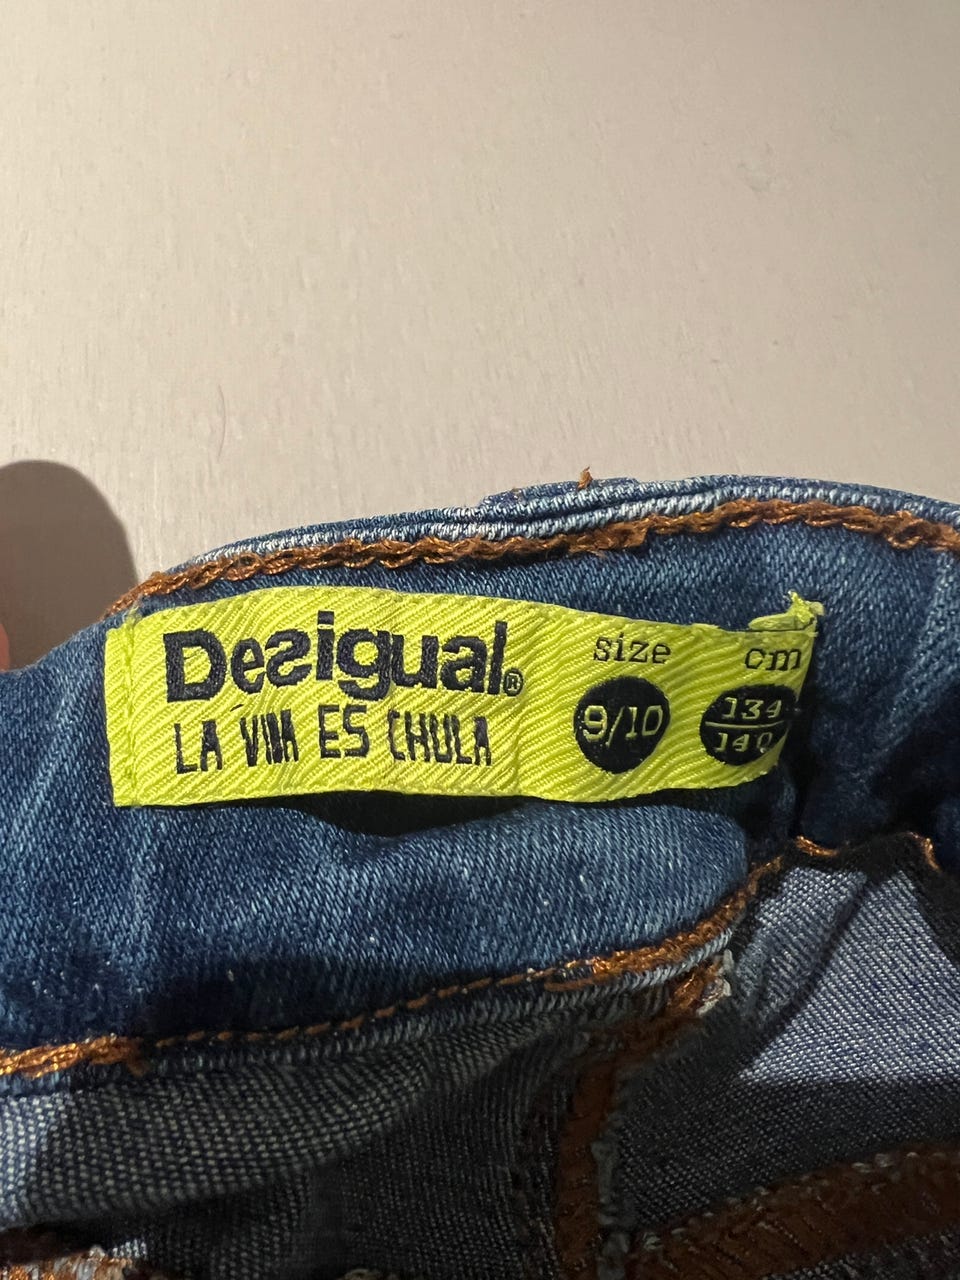 Desigual®
LA VIDA ES CHULA
size
9/10
cm
134
140